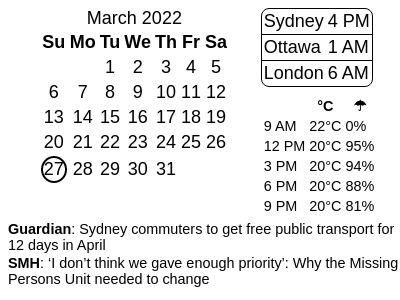 March 2022
Su Mo Tu We Th Fr Sa
1 2 3 4 5
6 7 8 9 10 11 12
13 14 15 16 17 18 19
20 21 22 23 24 25 26
27 28 29 30 31
Sydney 4 PM
Ottawa 1 AM
London 6 AM
°C ☂
9 AM 22°C 0%
12 PM 20°C 95%
3 PM 20°C 94%
6 PM 20°C 88%
9 PM 20°C 81%
Guardian: Sydney commuters to get free public transport for
12 days in April
SMH: ‘I don’t think we gave enough priority’: Why the Missing
Persons Unit needed to change